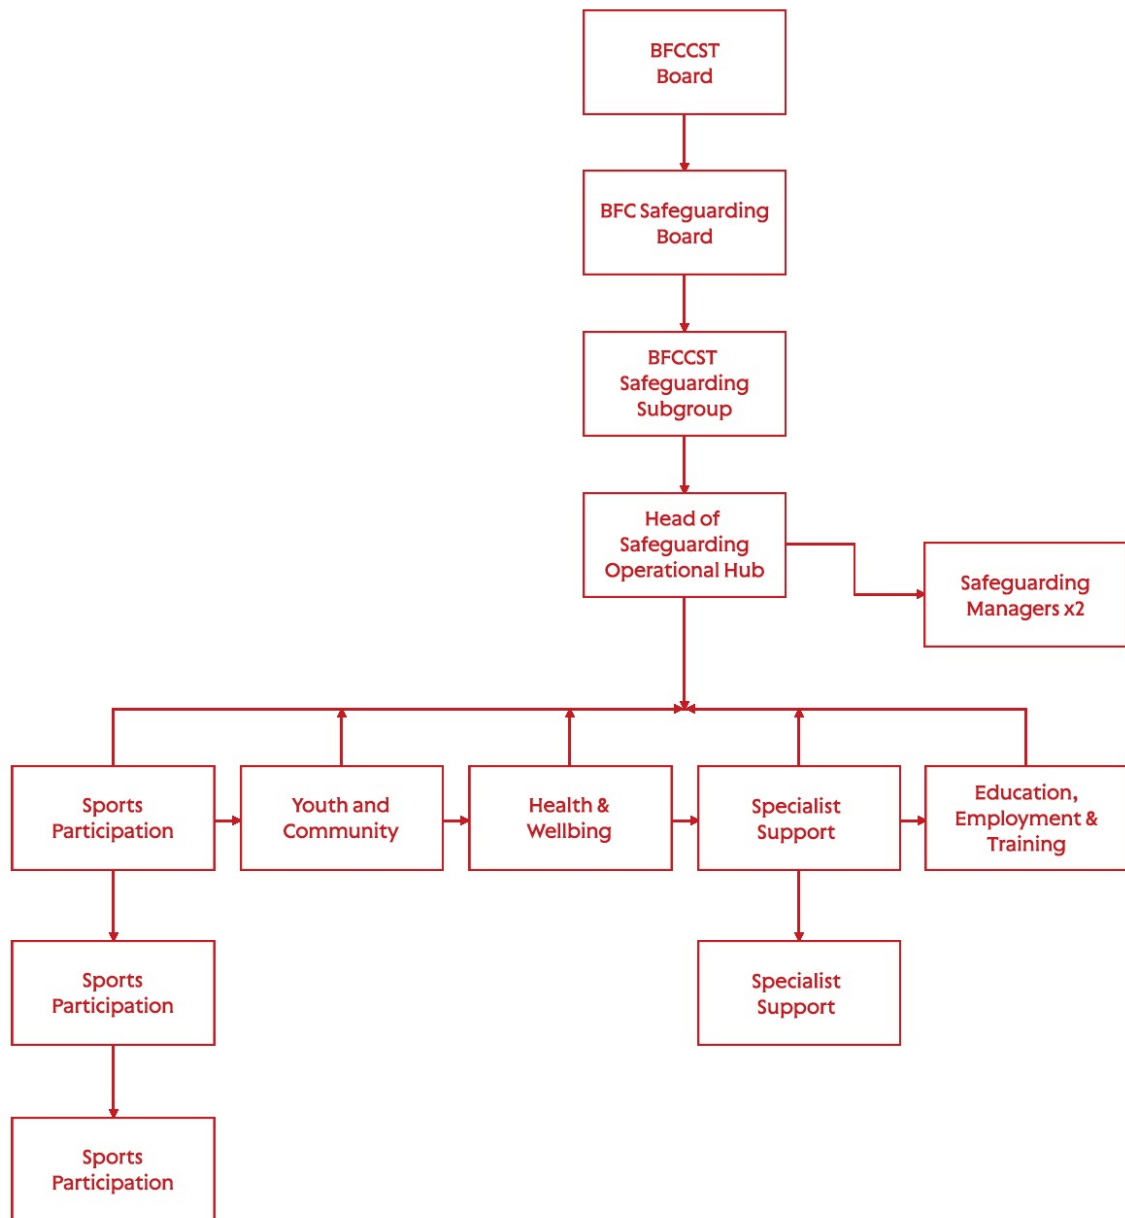 BFCCST
Board
BFC Safeguarding
Board
BFCCST
Safeguarding
Subgroup
Head of
Safeguarding
Operational Hub
Safeguarding
Managers x2
Sports
Participation
Youth and
Community
Health &
Wellbing
Specialist
Support
Education,
Employment &
Training
Sports
Participation
Specialist
Support
Sports
Participation